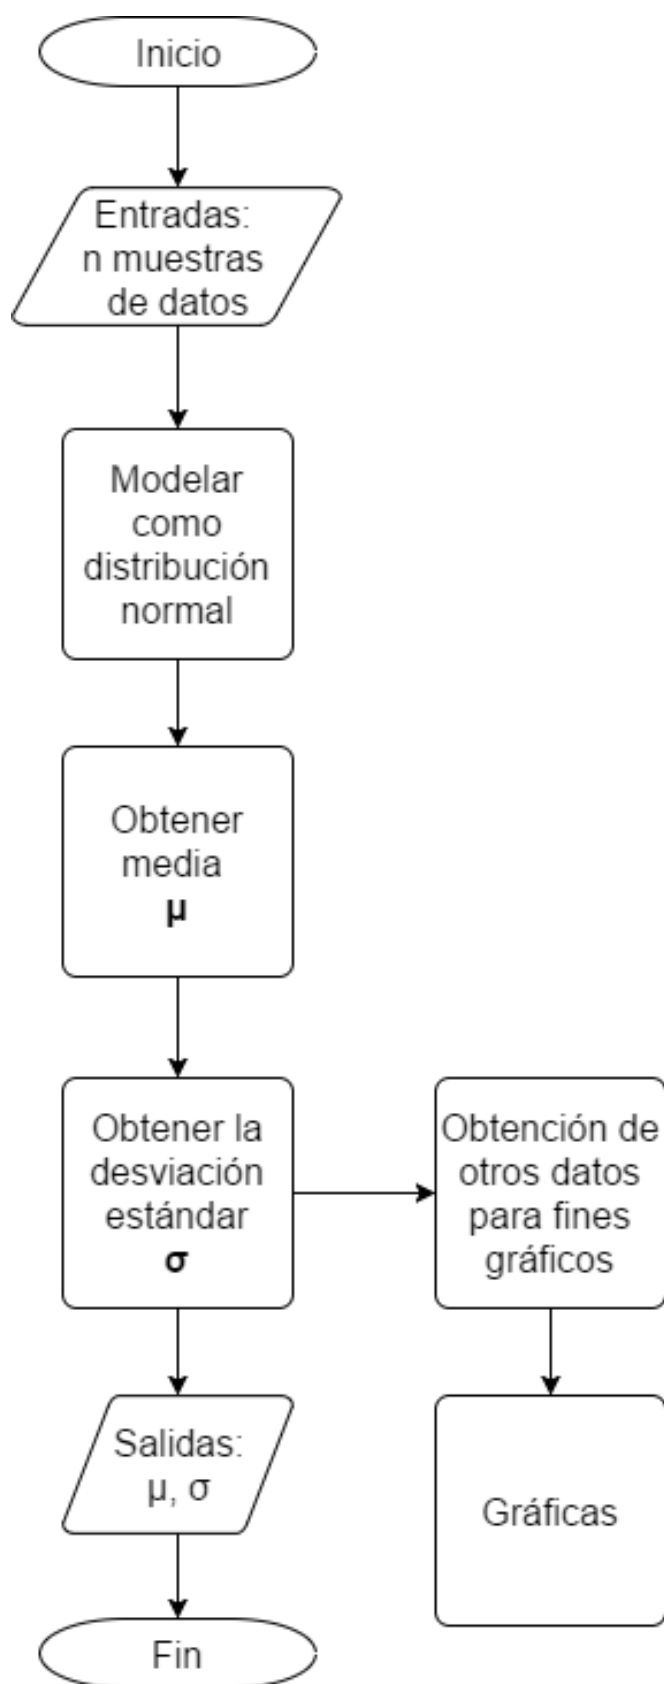 Inicio
Entradas:
n muestras
de datos
Modelar
como
distribución
normal
Obtener
media
μ
Obtener la
desviación
estándar
σ
Obtención de
otros datos
para fines
gráficos
Salidas:
μ, σ
Gráficas
Fin